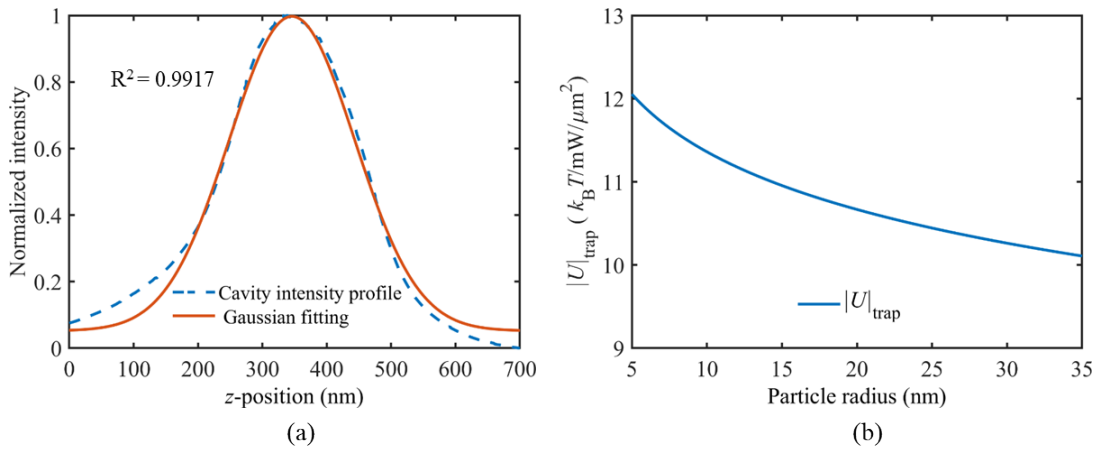 R² = 0.9917
Cavity intensity profile
Gaussian fitting
Normalized intensity
1
0.8
0.6
0.4
0.2
0
0 100 200 300 400 500 600 700
z-position (nm)
(a)
|U|trap ( kBT/mW/μm²)
13
12
11
10
9
|U|trap
5 10 15 20 25 30 35
Particle radius (nm)
(b)